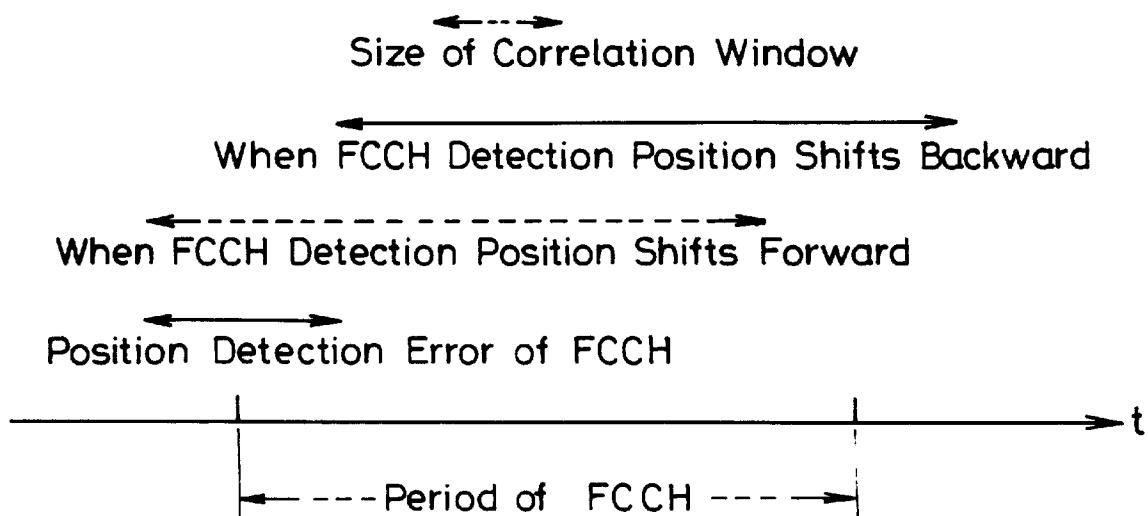 Size of Correlation Window
When FCCH Detection Position Shifts Backward
When FCCH Detection Position Shifts Forward
Position Detection Error of FCCH
t
Period of FCCH